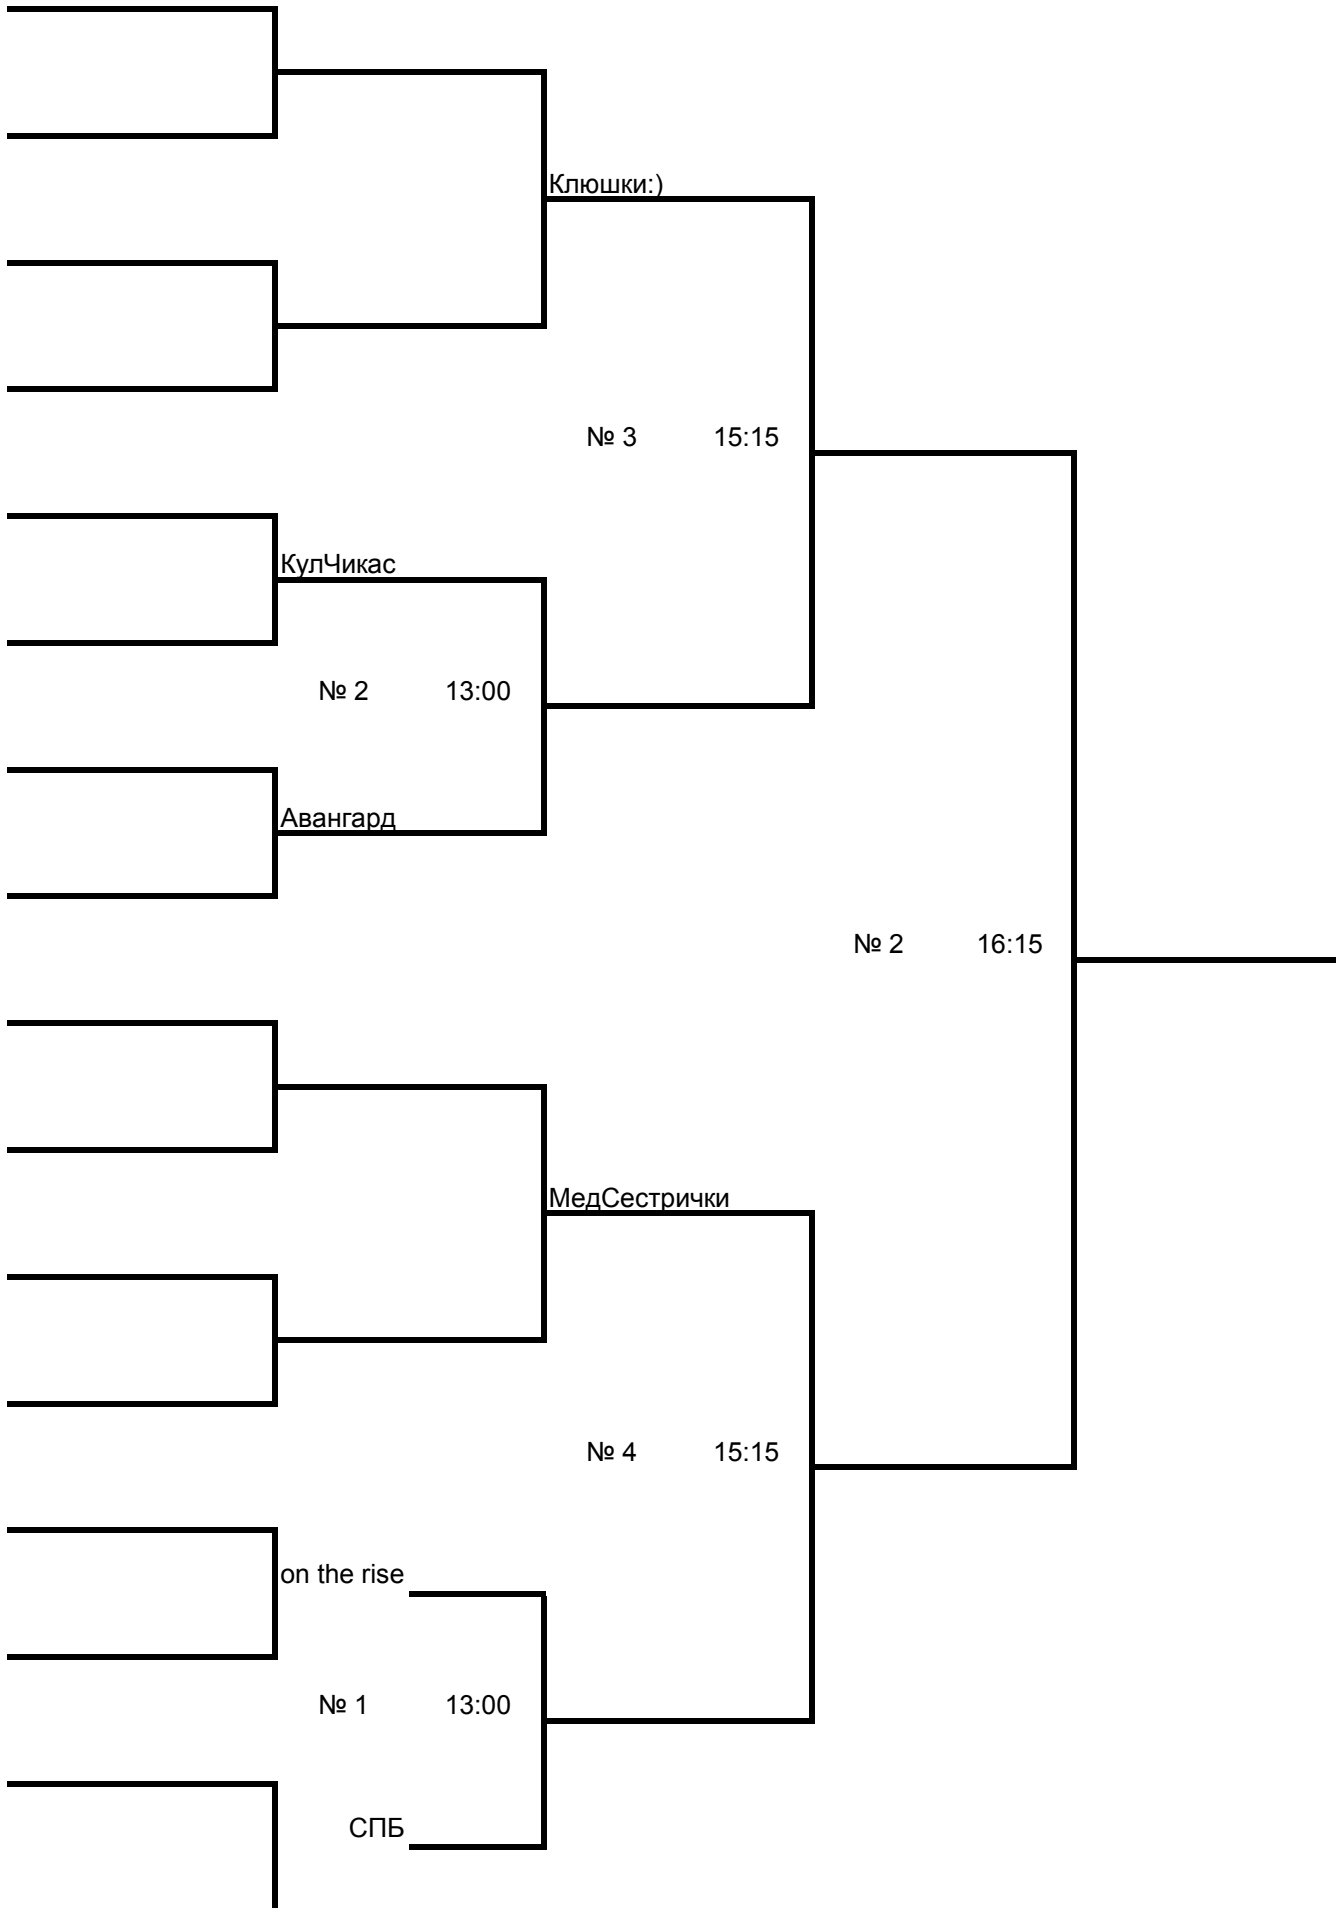 Клюшки:)
№ 3 15:15
КулЧикас
№ 2 13:00
Авангард
№ 2 16:15
МедСестрички
№ 4 15:15
on the rise
№ 1 13:00
СПБ